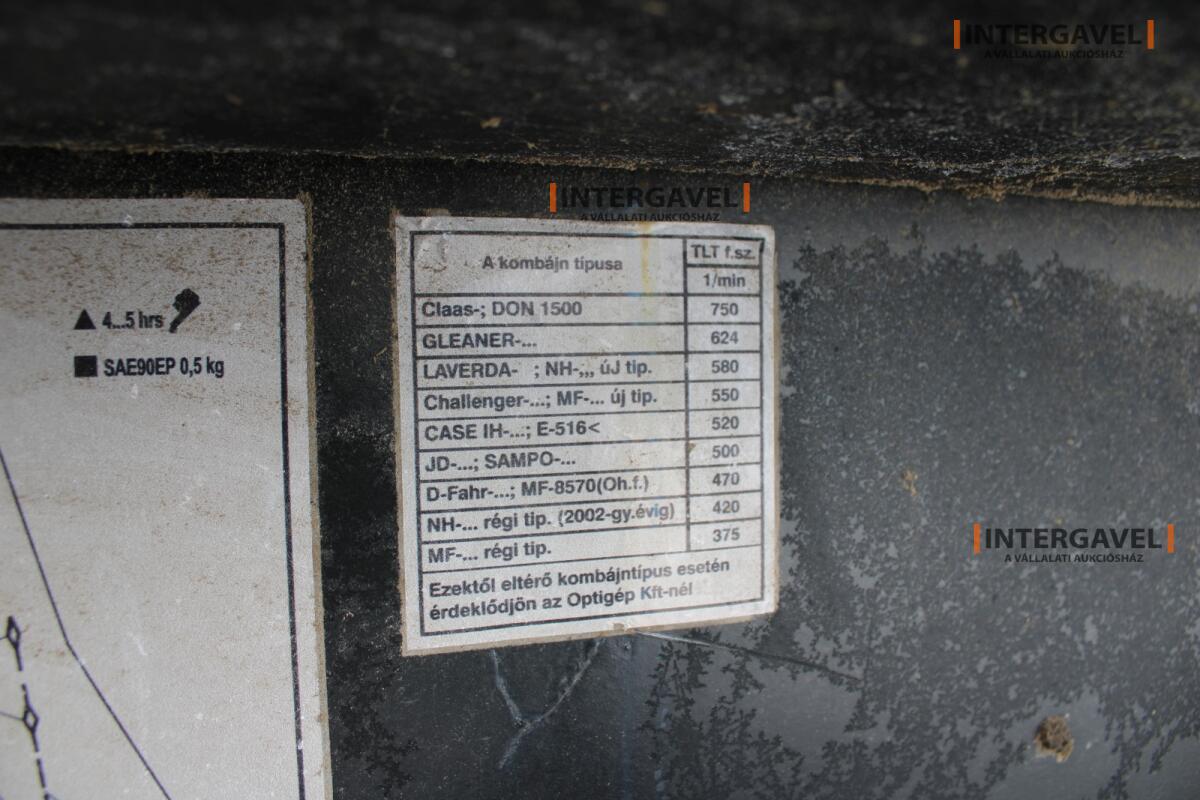 INTERGAVEL
A VÁLLALATI AUKCIÓSHÁZ
INTERGAVEL
A VÁLLALATI AUKCIÓSHÁZ
4...5 hrs
SAE90EP 0,5 kg
A kombájn típusa TLT f.sz.
1/min
Claas-; DON 1500 750
GLEANER-... 624
LAVERDA- ; NH-,,, úJ tip. 580
Challenger-...; MF-... új tip. 550
CASE IH-...; E-516< 520
JD-...; SAMPO-... 500
D-Fahr-...; MF-8570(Oh.f.) 470
NH-... régi tip. (2002-gy.évig) 420
MF-... régi tip. 375
Ezektől eltérő kombájntípus esetén
érdeklődjön az Optigép Kft-nél
INTERGAVEL
A VÁLLALATI AUKCIÓSHÁZ